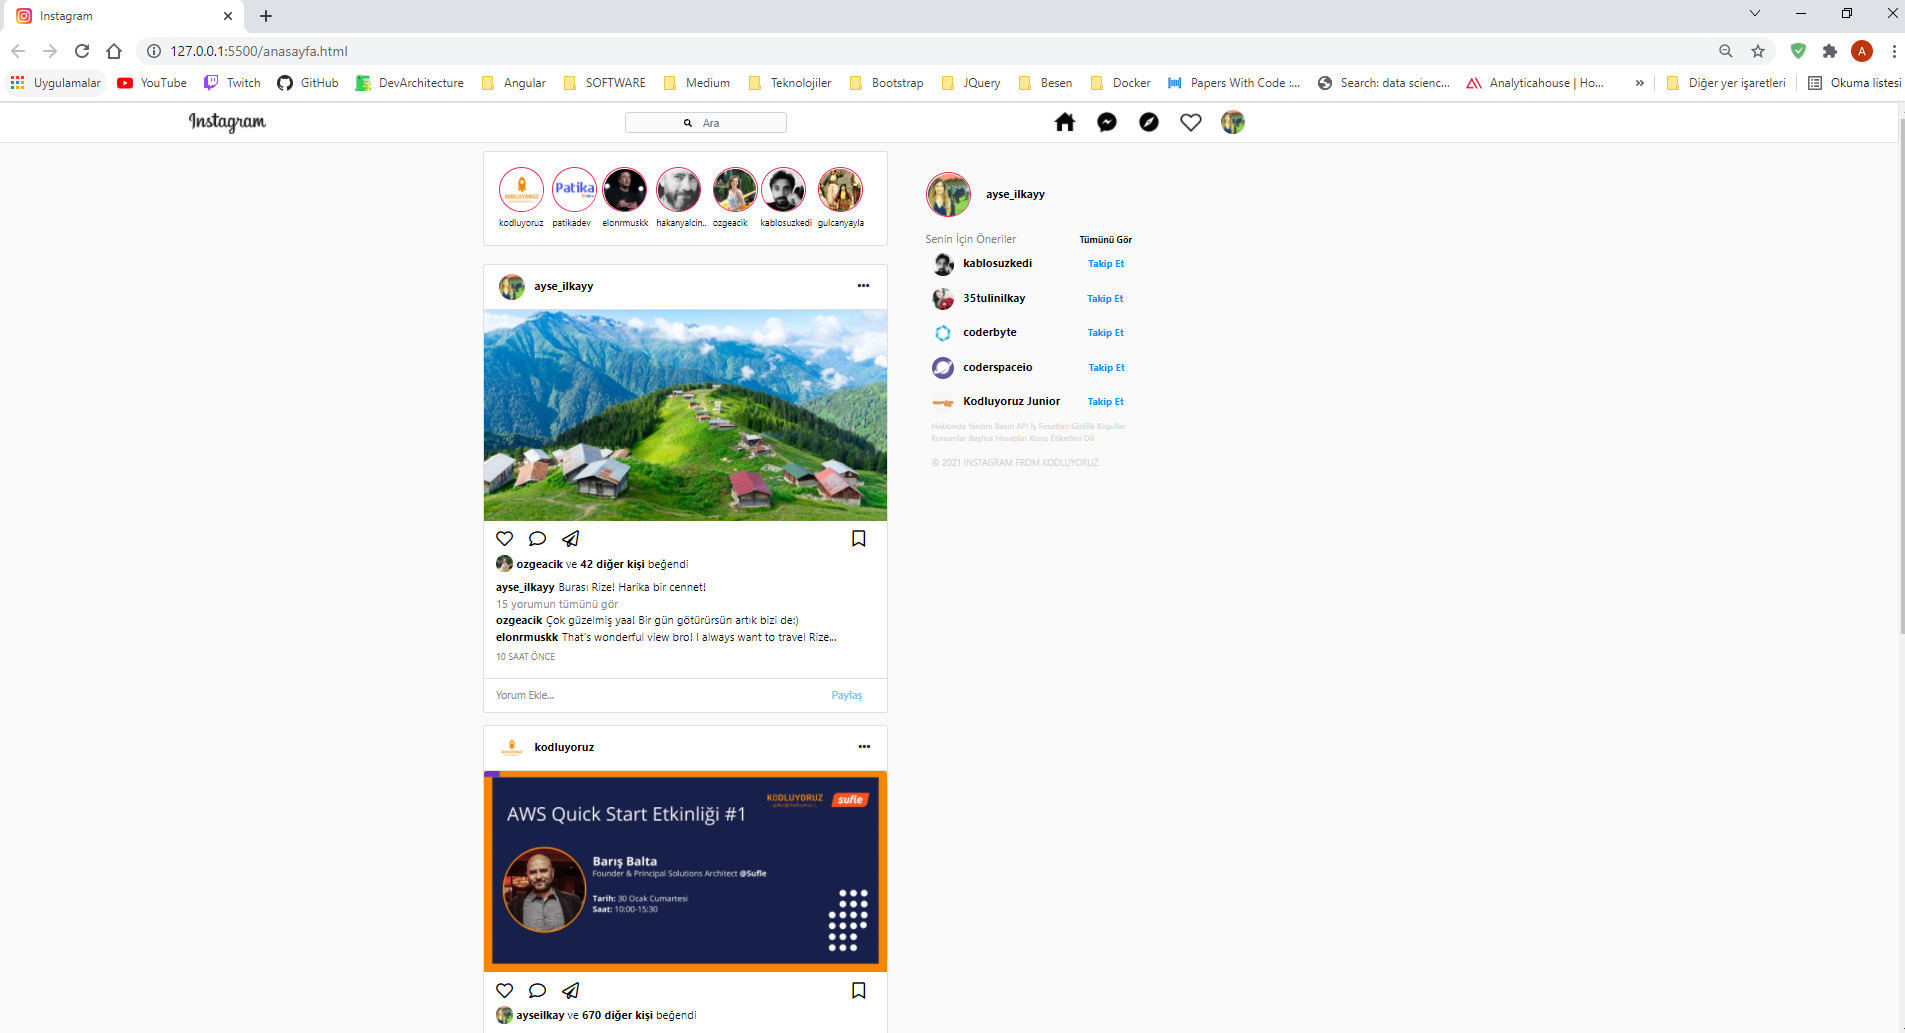 Instagram
127.0.0.1:5500/anasayfa.html
A
Uygulamalar YouTube Twitch GitHub DevArchitecture Angular SOFTWARE Medium Teknolojiler Bootstrap JQuery Besen Docker Papers With Code :... Search: data scienc... Analyticahouse | Ho... » Diğer yer işaretleri Okuma listesi
Instagram
Ara
KODLUYORUZ
Patika
kodluyoruz patikadev elonrmuskk hakanyalcin.. ozgeacik kablosuzkedi gulcanyayla
ayse_ilkayy
Senin İçin Öneriler Tümünü Gör
kablosuzkedi Takip Et
35tulinilkay Takip Et
coderbyte Takip Et
coderspaceio Takip Et
Kodluyoruz Junior Takip Et
Hakkında Yardım Basın API İş Fırsatları Gizlilik Koşullar
Konumlar Başlıca Hesaplar Konu Etiketleri Dil
© 2021 INSTAGRAM FROM KODLUYORUZ
ayse_ilkayy
ozgeacik ve 42 diğer kişi beğendi
ayse_ilkayy Burası Rize! Harika bir cennet!
15 yorumun tümünü gör
ozgeacik Çok güzelmiş yaa! Bir gün götürürsün artık bizi de:)
elonrmuskk That's wonderful view bro! I always want to travel Rize...
10 SAAT ÖNCE
Yorum Ekle... Paylaş
kodluyoruz
KODLUYORUZ sufle
AWS Quick Start Etkinliği #1
Barış Balta
Founder & Principal Solutions Architect @Sufle
Tarih: 30 Ocak Cumartesi
Saat: 10:00-15:30
ayseilkay ve 670 diğer kişi beğendi